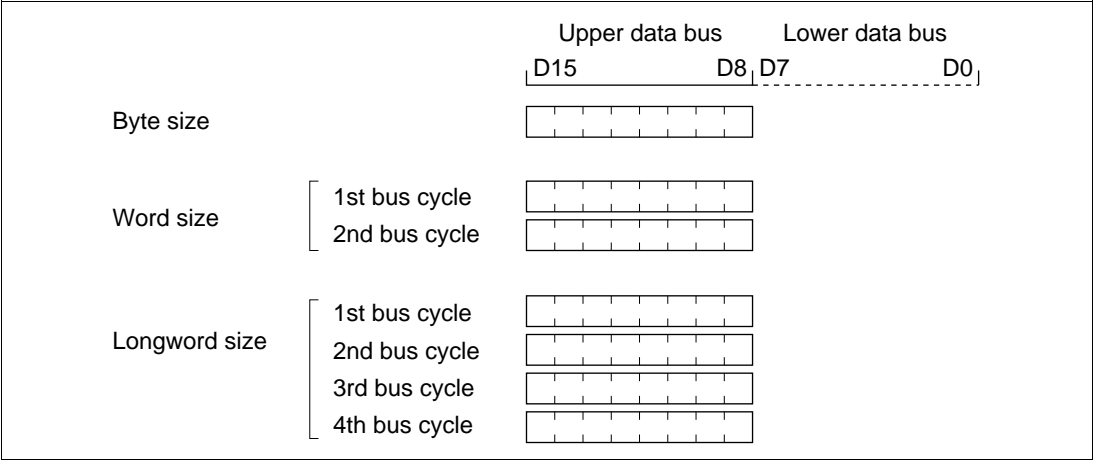 Upper data bus Lower data bus
D15 D8 D7 D0
Byte size
Word size
1st bus cycle
2nd bus cycle
Longword size
1st bus cycle
2nd bus cycle
3rd bus cycle
4th bus cycle